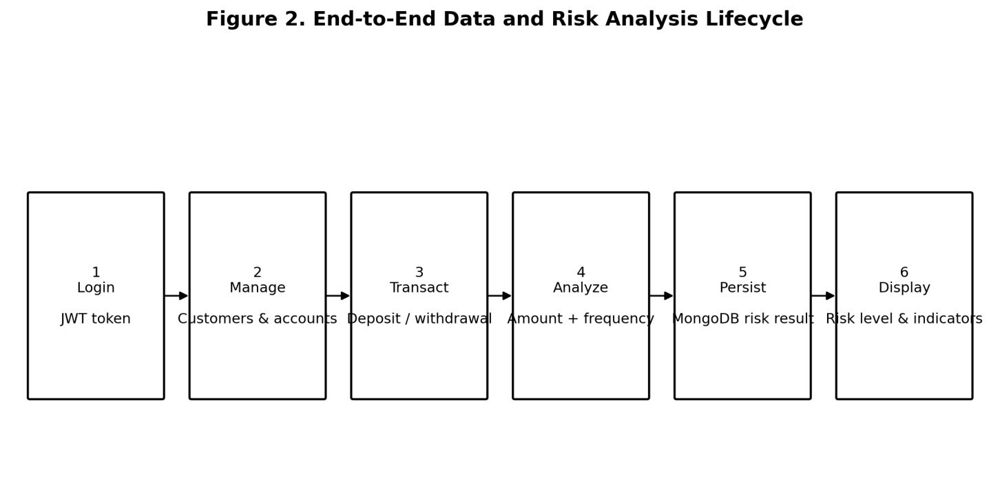 Figure 2. End-to-End Data and Risk Analysis Lifecycle
1
Login
JWT token
2
Manage
Customers & accounts
3
Transact
Deposit / withdrawal
4
Analyze
Amount + frequency
5
Persist
MongoDB risk result
6
Display
Risk level & indicators